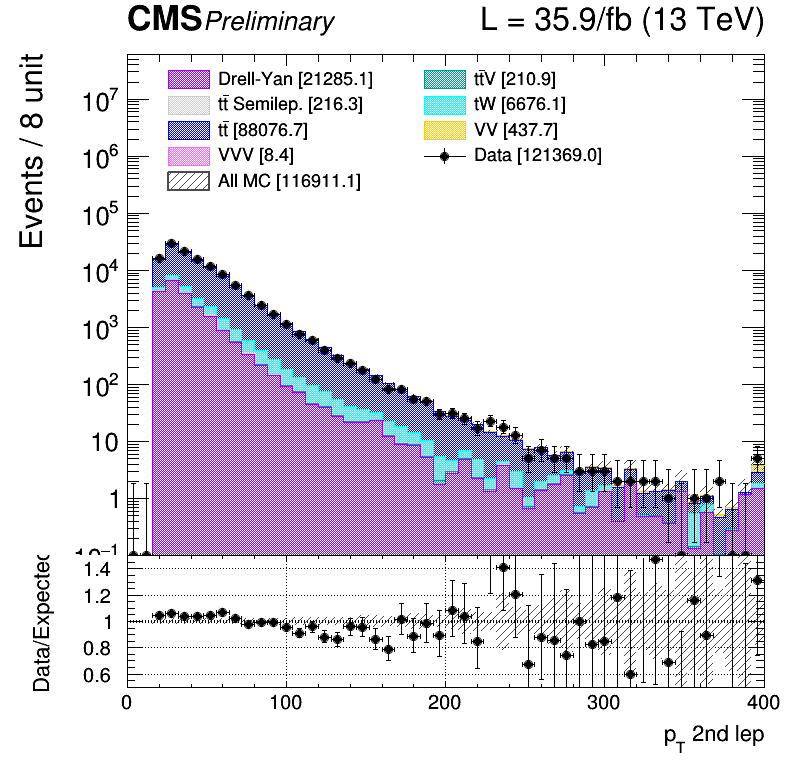 CMS Preliminary L = 35.9/fb (13 TeV)
Events / 8 unit
Drell-Yan [21285.1]
tt̄ Semilep. [216.3]
tt̄ [88076.7]
VVV [8.4]
All MC [116911.1]
tt̄V [210.9]
tW [6676.1]
VV [437.7]
Data [121369.0]
10⁷
10⁶
10⁵
10⁴
10³
10²
10
1
10⁻¹
Data/Expected
1.4
1.2
1
0.8
0.6
0 100 200 300 400
p_T 2nd lep